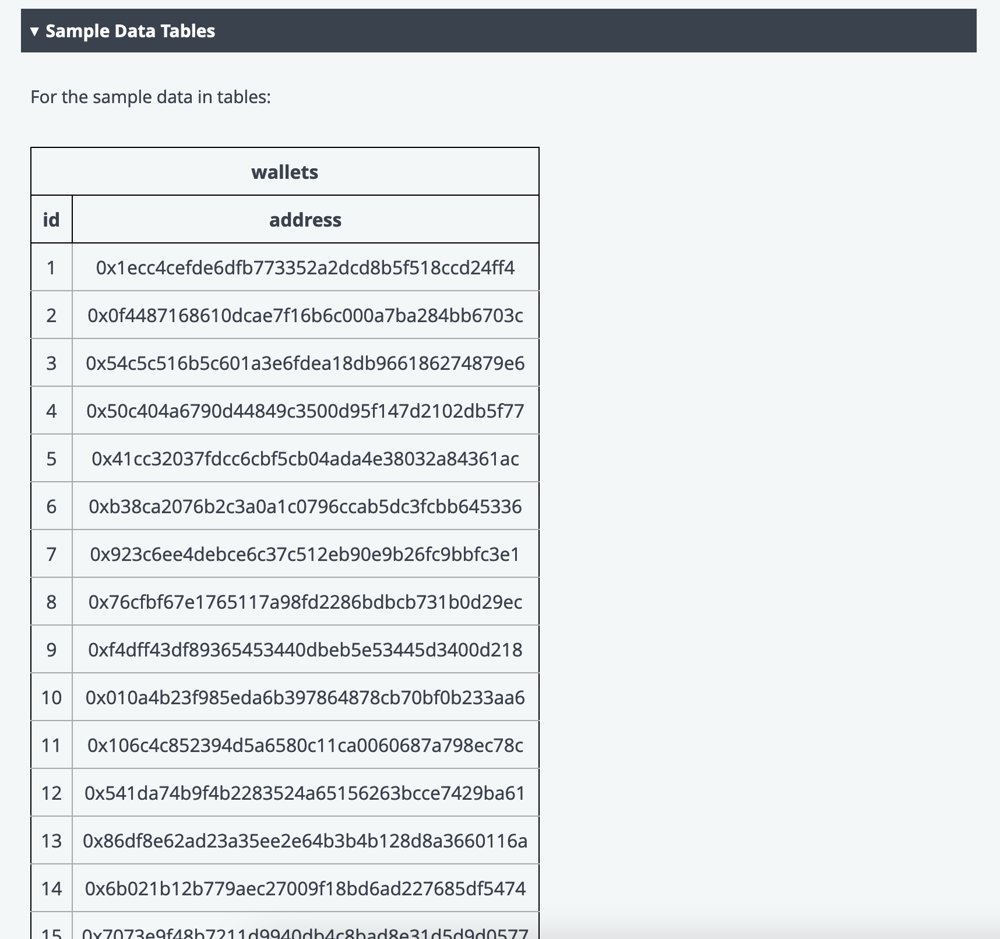 ▼ Sample Data Tables
For the sample data in tables:
wallets
id address
1 0x1ecc4cefde6dfb773352a2dcd8b5f518ccd24ff4
2 0x0f4487168610dcae7f16b6c000a7ba284bb6703c
3 0x54c5c516b5c601a3e6fdea18db966186274879e6
4 0x50c404a6790d44849c3500d95f147d2102db5f77
5 0x41cc32037fdcc6cbf5cb04ada4e38032a84361ac
6 0xb38ca2076b2c3a0a1c0796ccab5dc3fcbb645336
7 0x923c6ee4debce6c37c512eb90e9b26fc9bbfc3e1
8 0x76cfbf67e1765117a98fd2286bdbcb731b0d29ec
9 0xf4dff43df89365453440dbeb5e53445d3400d218
10 0x010a4b23f985eda6b397864878cb70bf0b233aa6
11 0x106c4c852394d5a6580c11ca0060687a798ec78c
12 0x541da74b9f4b2283524a65156263bcce7429ba61
13 0x86df8e62ad23a35ee2e64b3b4b128d8a3660116a
14 0x6b021b12b779aec27009f18bd6ad227685df5474
15 0x7073e9f48b7211d9940db4c8bad8e31d5d9d0577